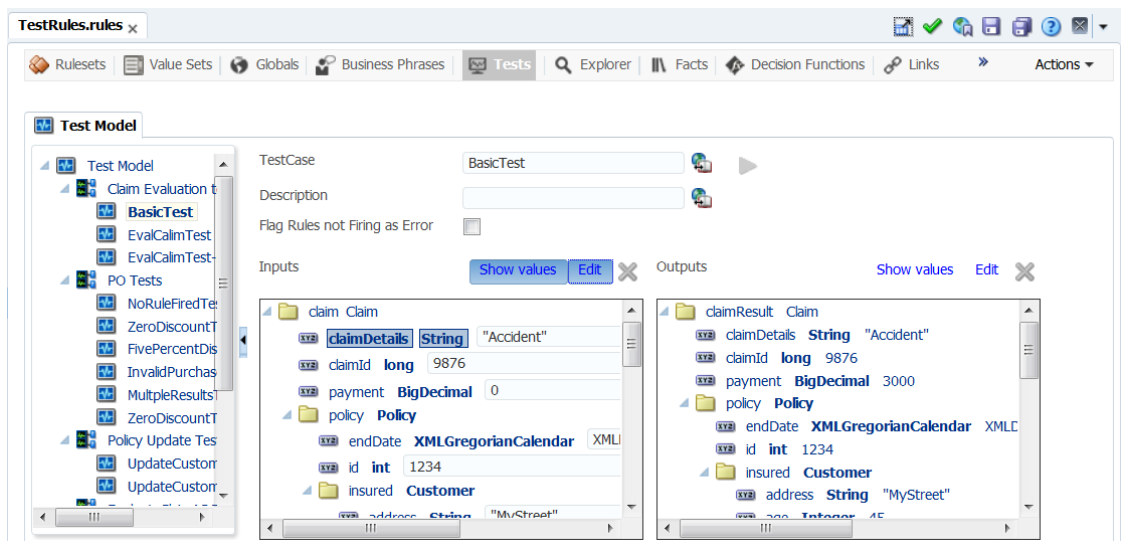 TestRules.rules
Rulesets Value Sets Globals Business Phrases Tests Explorer Facts Decision Functions Links » Actions
Test Model
Test Model
Claim Evaluation t
BasicTest
EvalCalimTest
EvalCalimTest-
PO Tests
NoRuleFiredTes
ZeroDiscountT
FivePercentDis
InvalidPurchas
MultpleResultsT
ZeroDiscountT
Policy Update Tes
UpdateCustom
UpdateCustom
TestCase BasicTest
Description
Flag Rules not Firing as Error
Inputs Show values Edit
claim Claim
claimDetails String "Accident"
claimId long 9876
payment BigDecimal 0
policy Policy
endDate XMLGregorianCalendar XMLD
id int 1234
insured Customer
address String "MyStreet"
Outputs Show values Edit
claimResult Claim
claimDetails String "Accident"
claimId long 9876
payment BigDecimal 3000
policy Policy
endDate XMLGregorianCalendar XMLD
id int 1234
insured Customer
address String "MyStreet"
age Integer 45